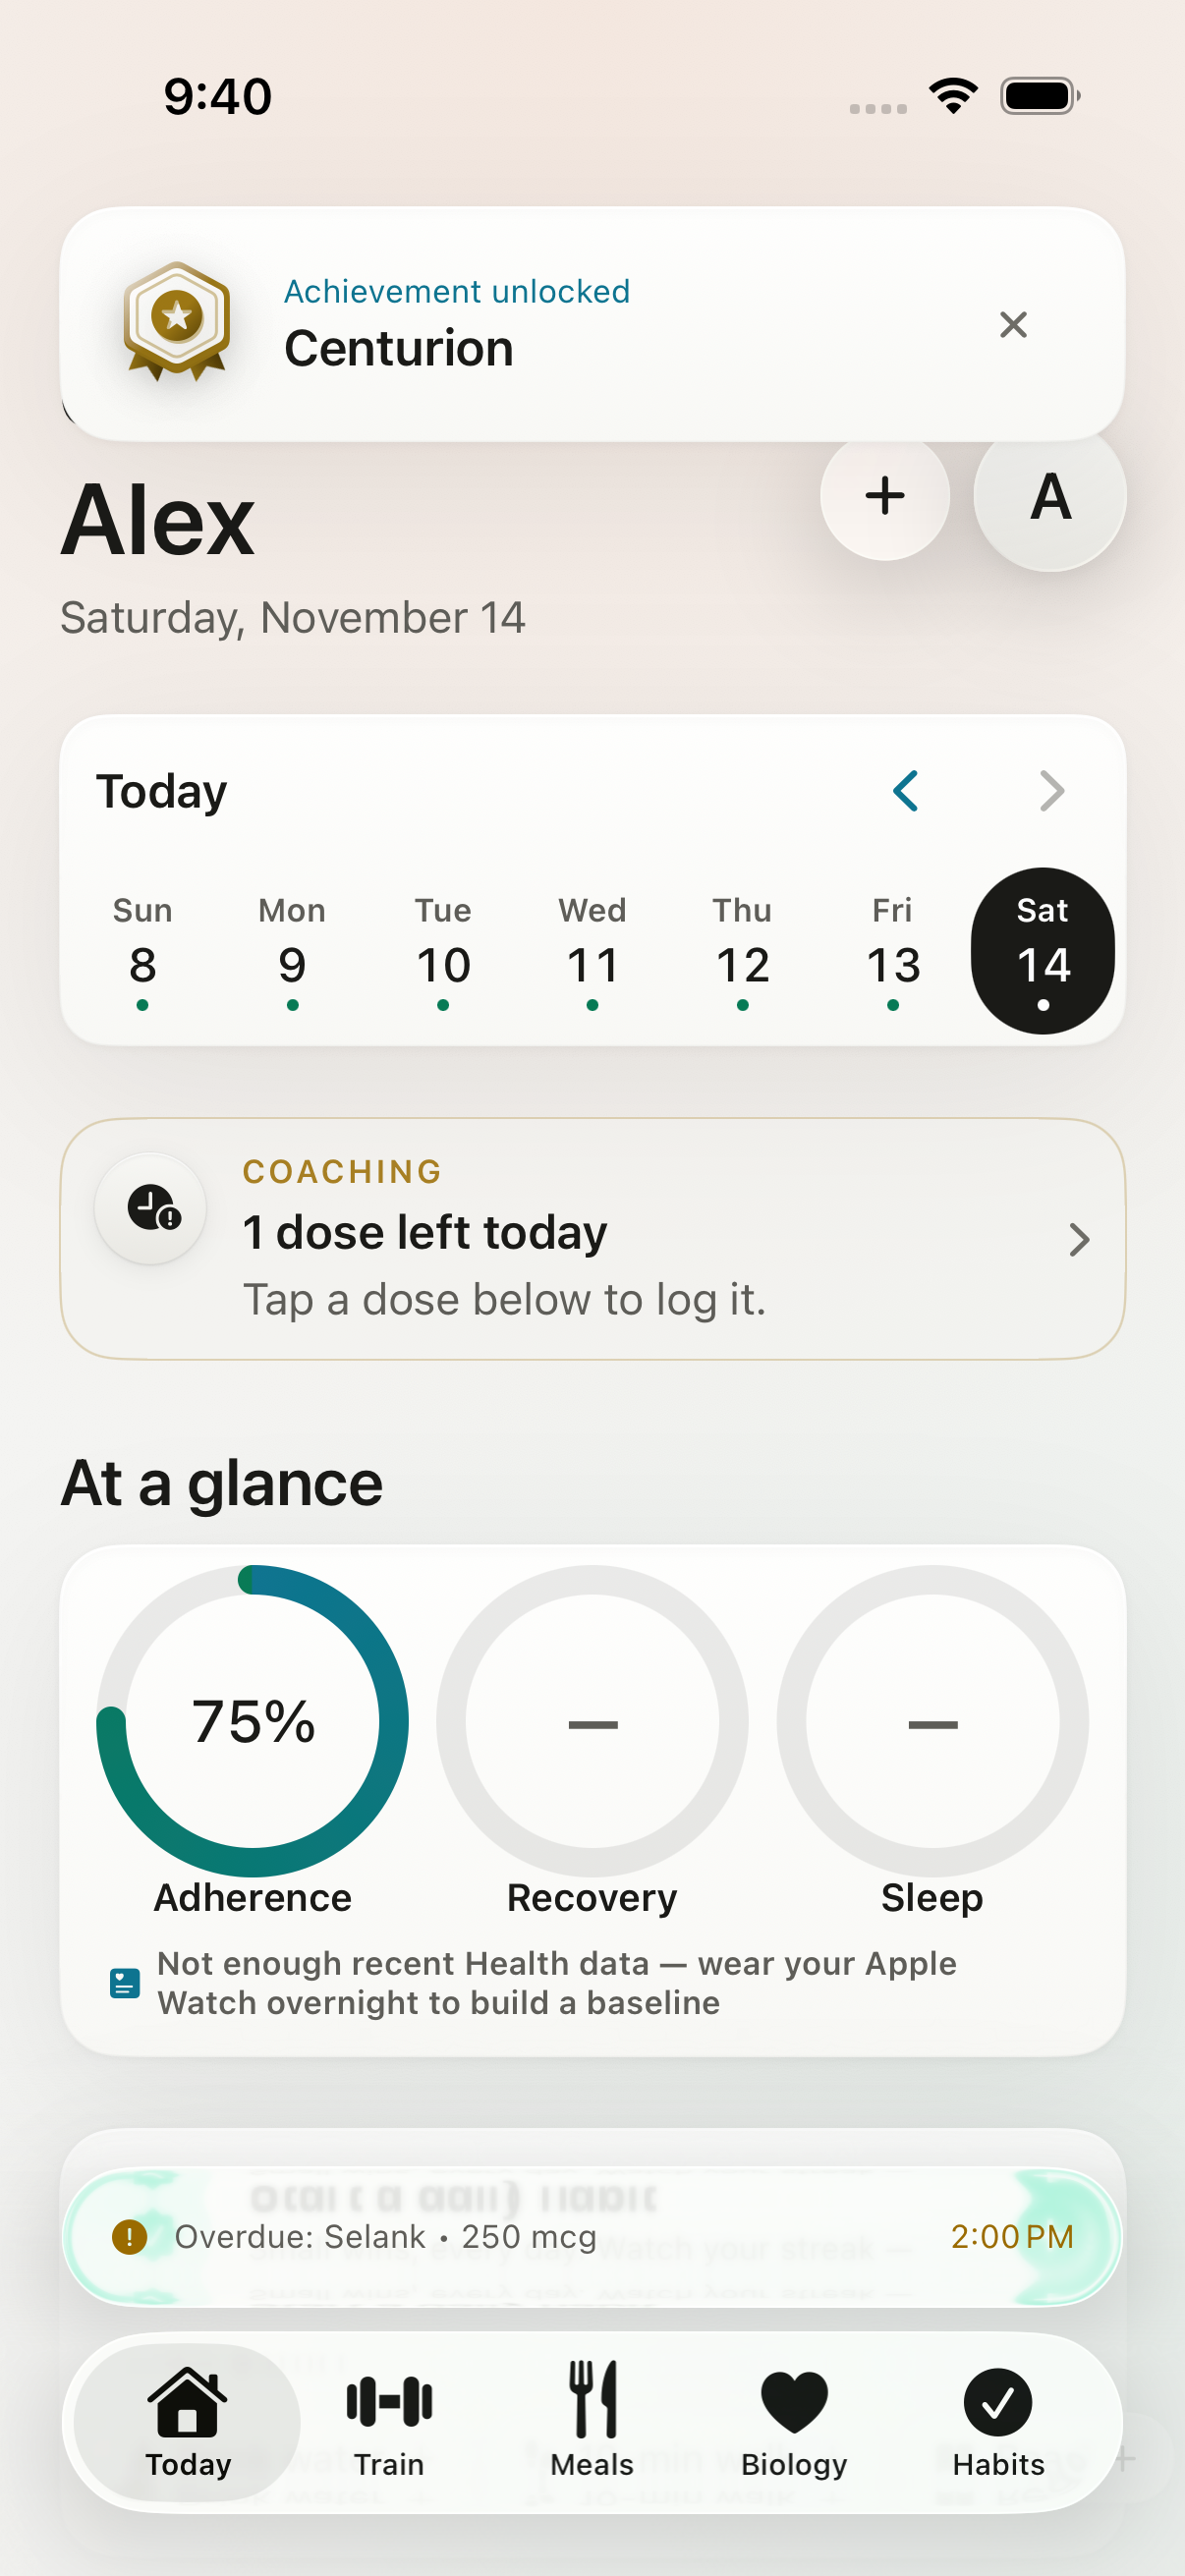 9:40
Achievement unlocked
Centurion
Alex
A
Saturday, November 14
Today
Sun Mon Tue Wed Thu Fri Sat
8 9 10 11 12 13 14
COACHING
1 dose left today
Tap a dose below to log it.
At a glance
75%
Adherence Recovery Sleep
Not enough recent Health data — wear your Apple
Watch overnight to build a baseline
Overdue: Selank • 250 mcg 2:00 PM
Today Train Meals Biology Habits